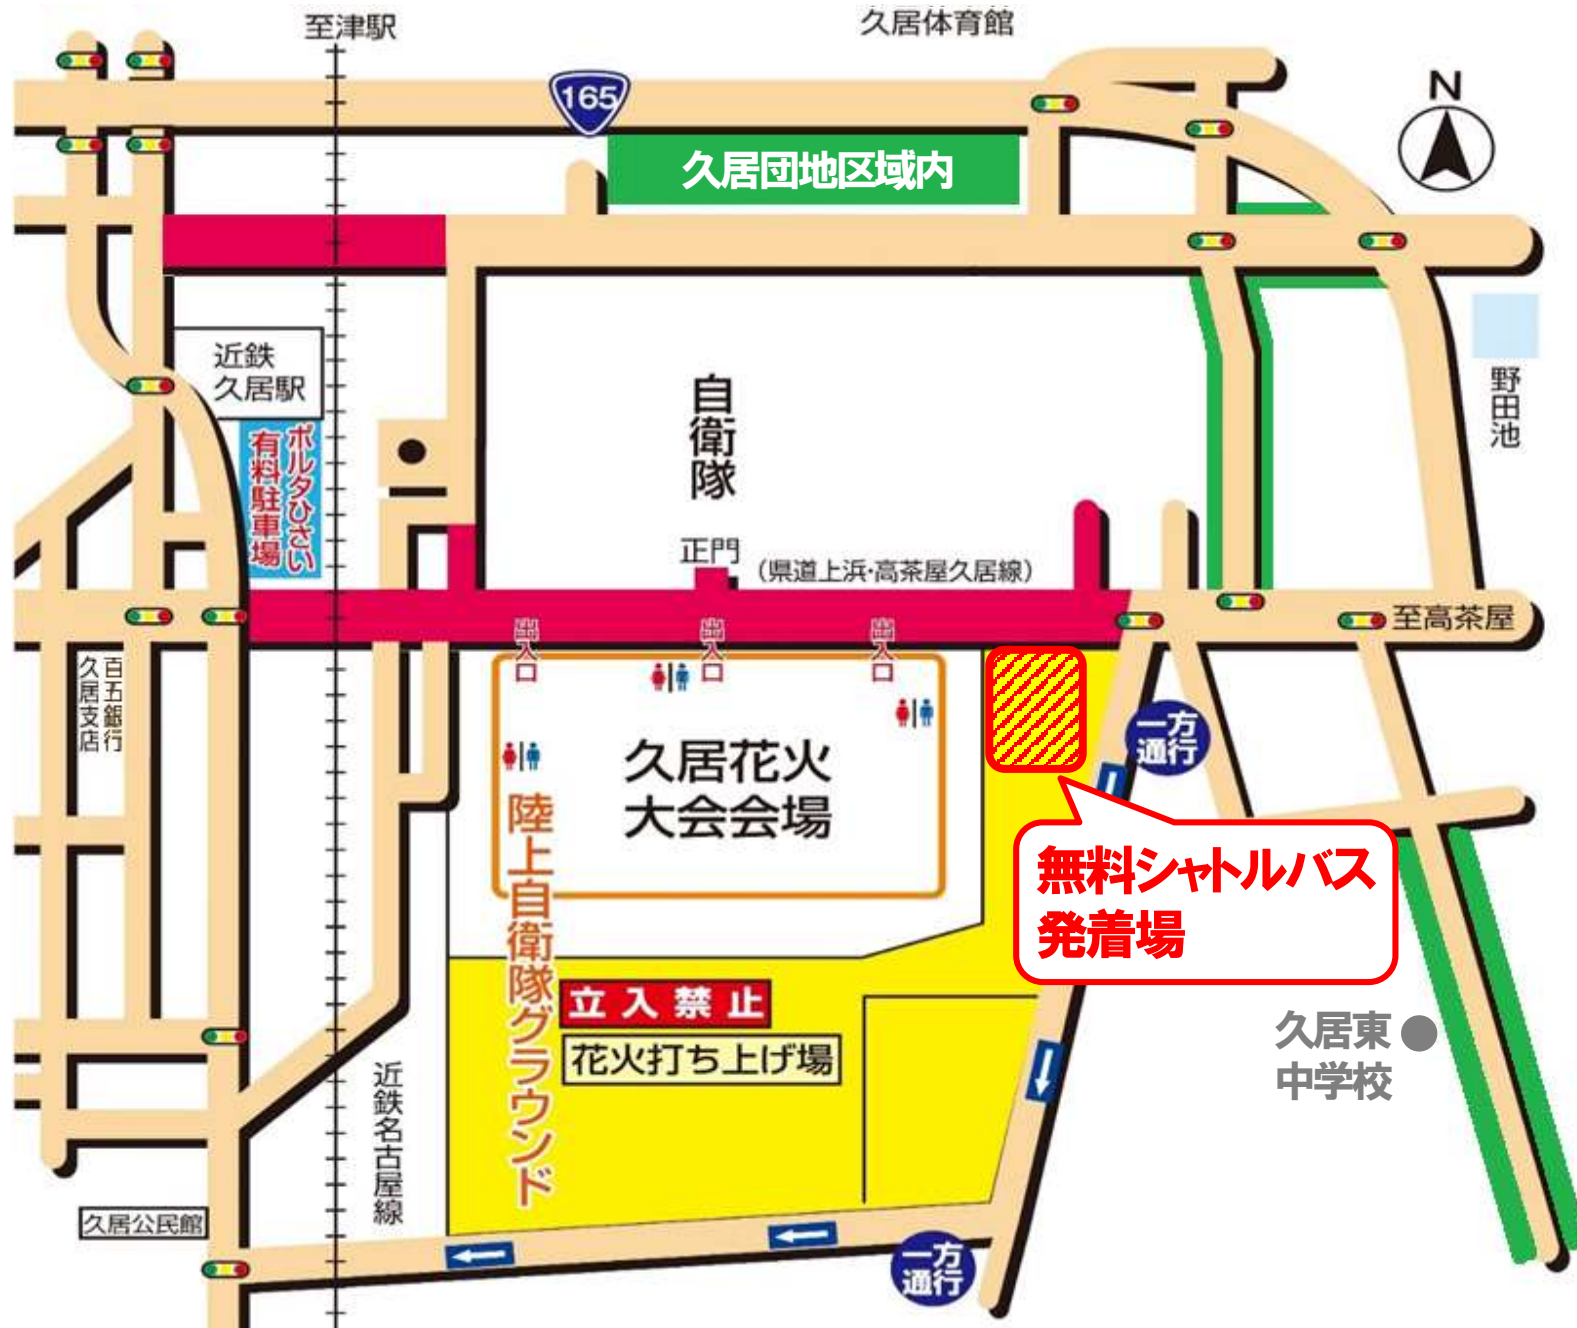 至津駅
久居体育館
165
N
久居団地区域内
近鉄
久居駅
ポルタひさい
有料駐車場
自衛隊
野田池
正門
(県道上浜・高茶屋久居線)
至高茶屋
出入口
出入口
出入口
百五銀行
久居支店
久居花火
大会会場
一方
通行
無料シャトルバス
発着場
陸上自衛隊グラウンド
立入禁止
花火打ち上げ場
久居東
中学校
近鉄名古屋線
久居公民館
一方
通行